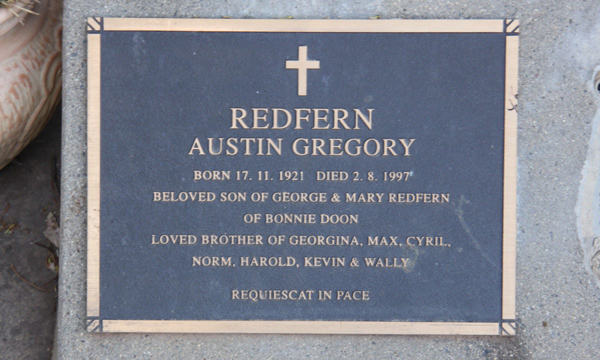 REDFERN
AUSTIN GREGORY
BORN 17. 11. 1921 DIED 2. 8. 1997
BELOVED SON OF GEORGE & MARY REDFERN
OF BONNIE DOON
LOVED BROTHER OF GEORGINA, MAX, CYRIL,
NORM, HAROLD, KEVIN & WALLY
REQUIESCAT IN PACE